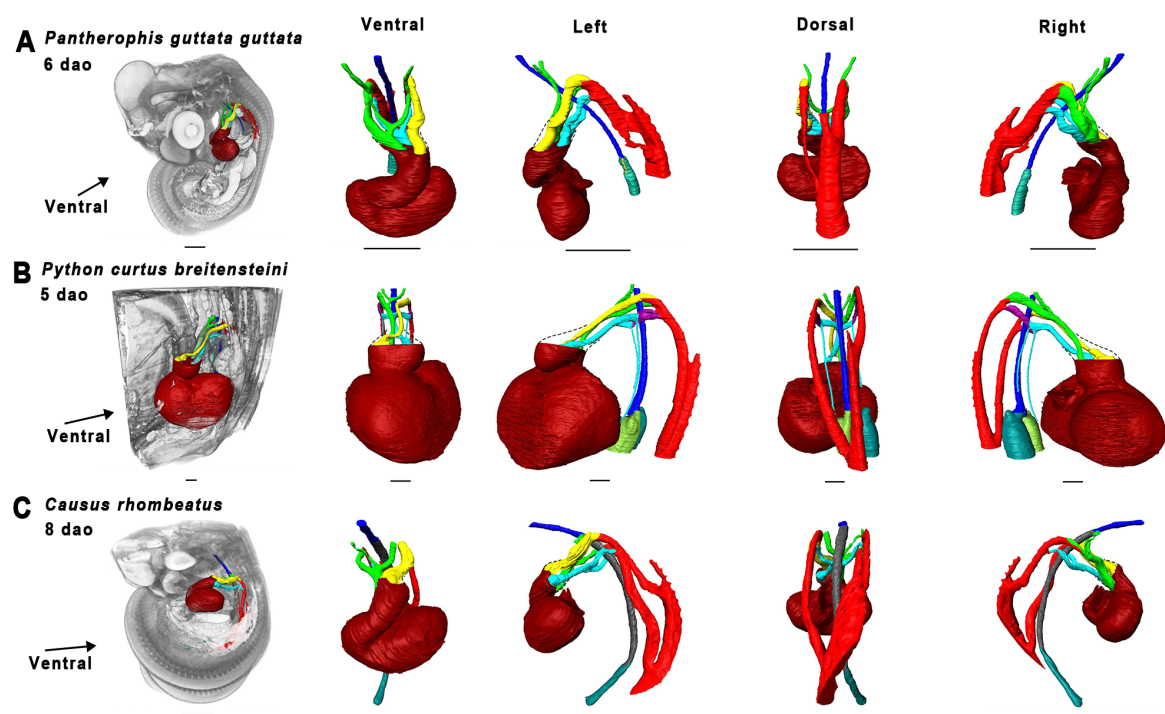 Ventral Left Dorsal Right
A Pantherophis guttata guttata
6 dao
Ventral
B Python curtus breitensteini
5 dao
Ventral
C Causus rhombeatus
8 dao
Ventral